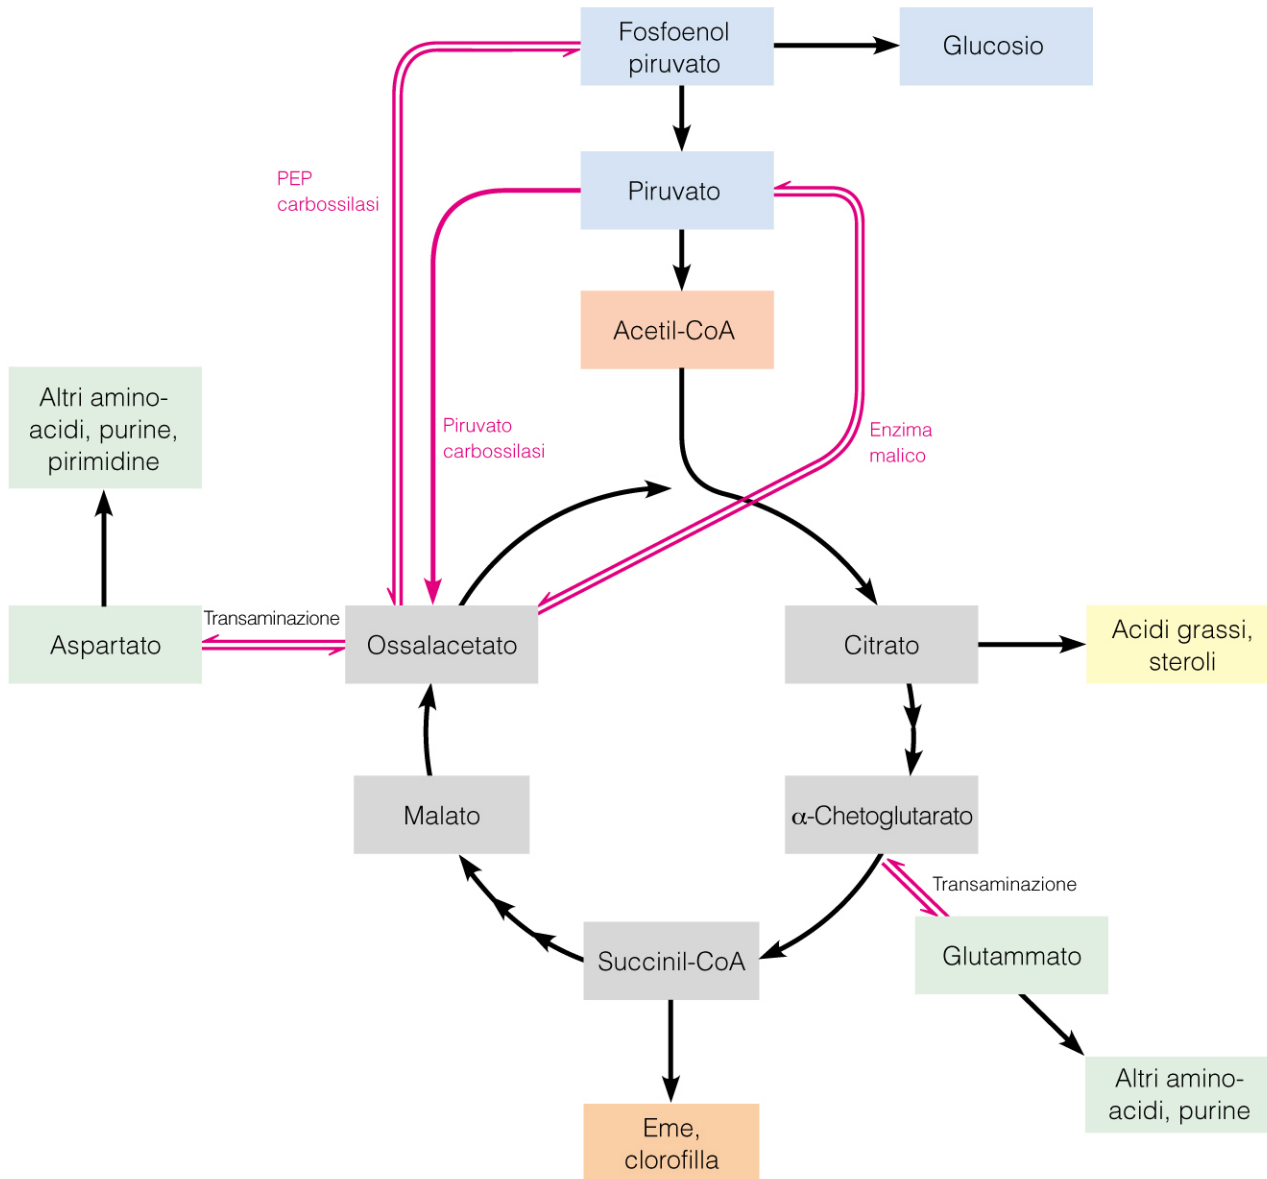 Fosfoenol
piruvato
Glucosio
PEP
carbossilasi
Piruvato
Acetil-CoA
Altri amino-
acidi, purine,
pirimidine
Piruvato
carbossilasi
Enzima
malico
Transaminazione
Aspartato
Ossalacetato
Citrato
Acidi grassi,
steroli
Malato
α-Chetoglutarato
Transaminazione
Succinil-CoA
Glutammato
Altri amino-
acidi, purine
Eme,
clorofilla